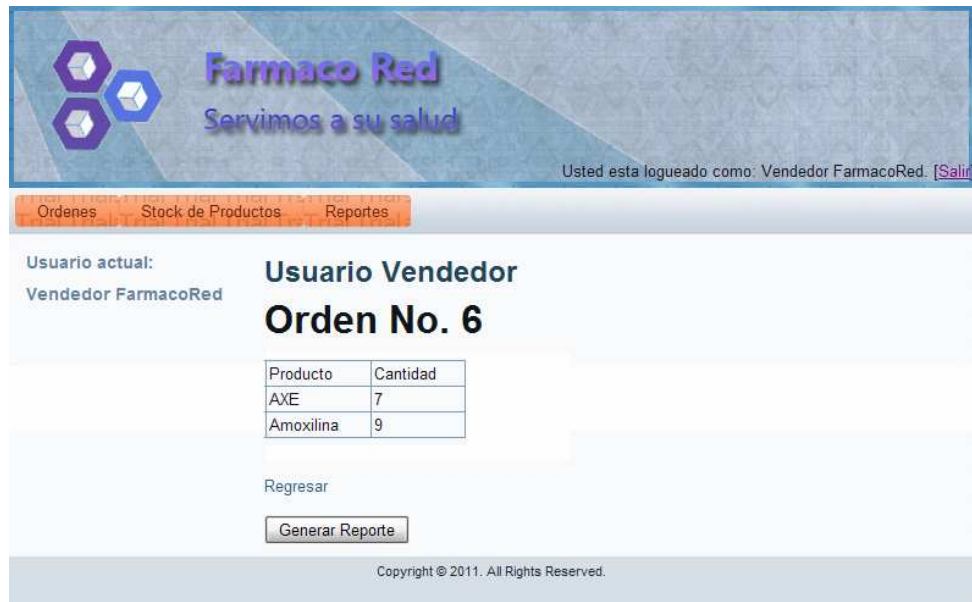 Farmaco Red
Servimos a su salud
Usted esta logueado como: Vendedor FarmacoRed. [Salir
Ordenes Stock de Productos Reportes
Usuario actual:
Vendedor FarmacoRed
Usuario Vendedor
Orden No. 6
Producto Cantidad
AXE 7
Amoxilina 9
Regresar
Generar Reporte
Copyright © 2011. All Rights Reserved.